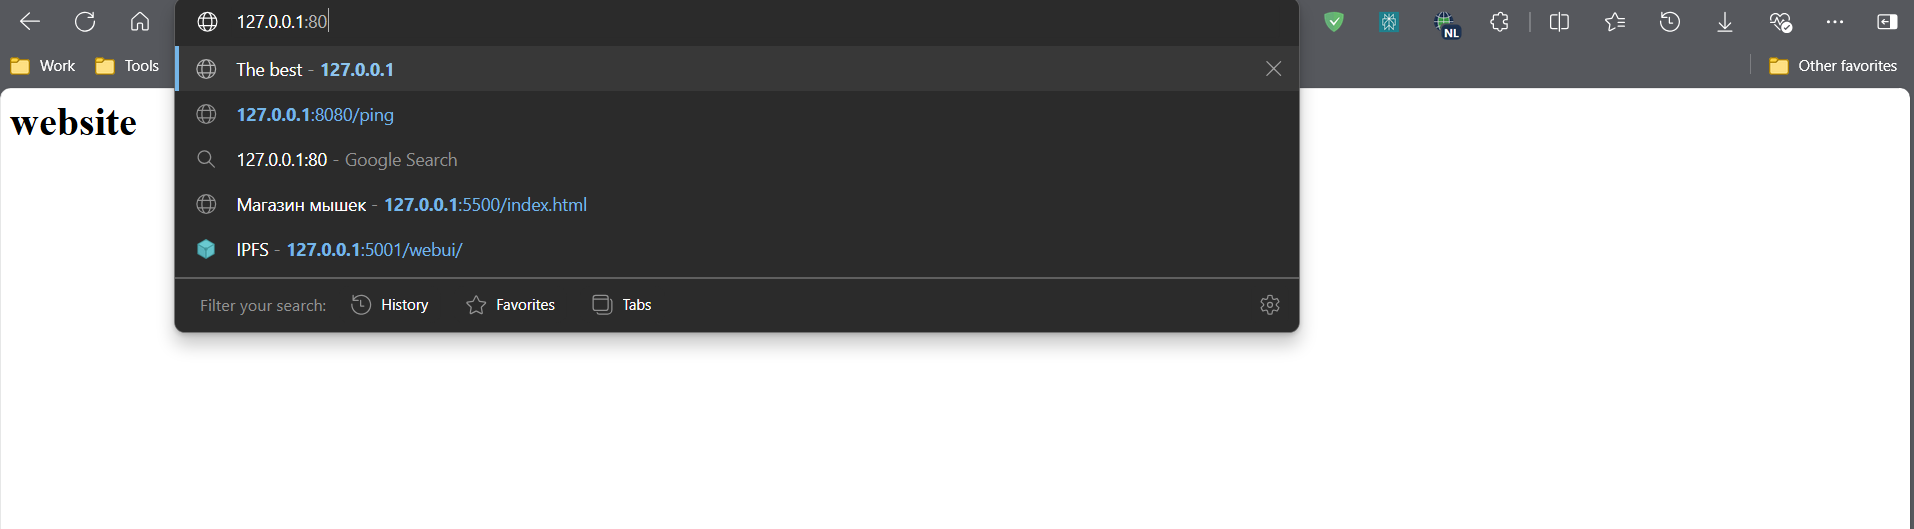 127.0.0.1:80
NL
Work Tools
Other favorites
The best - 127.0.0.1
127.0.0.1:8080/ping
127.0.0.1:80 - Google Search
Магазин мышек - 127.0.0.1:5500/index.html
IPFS - 127.0.0.1:5001/webui/
Filter your search: History Favorites Tabs
website